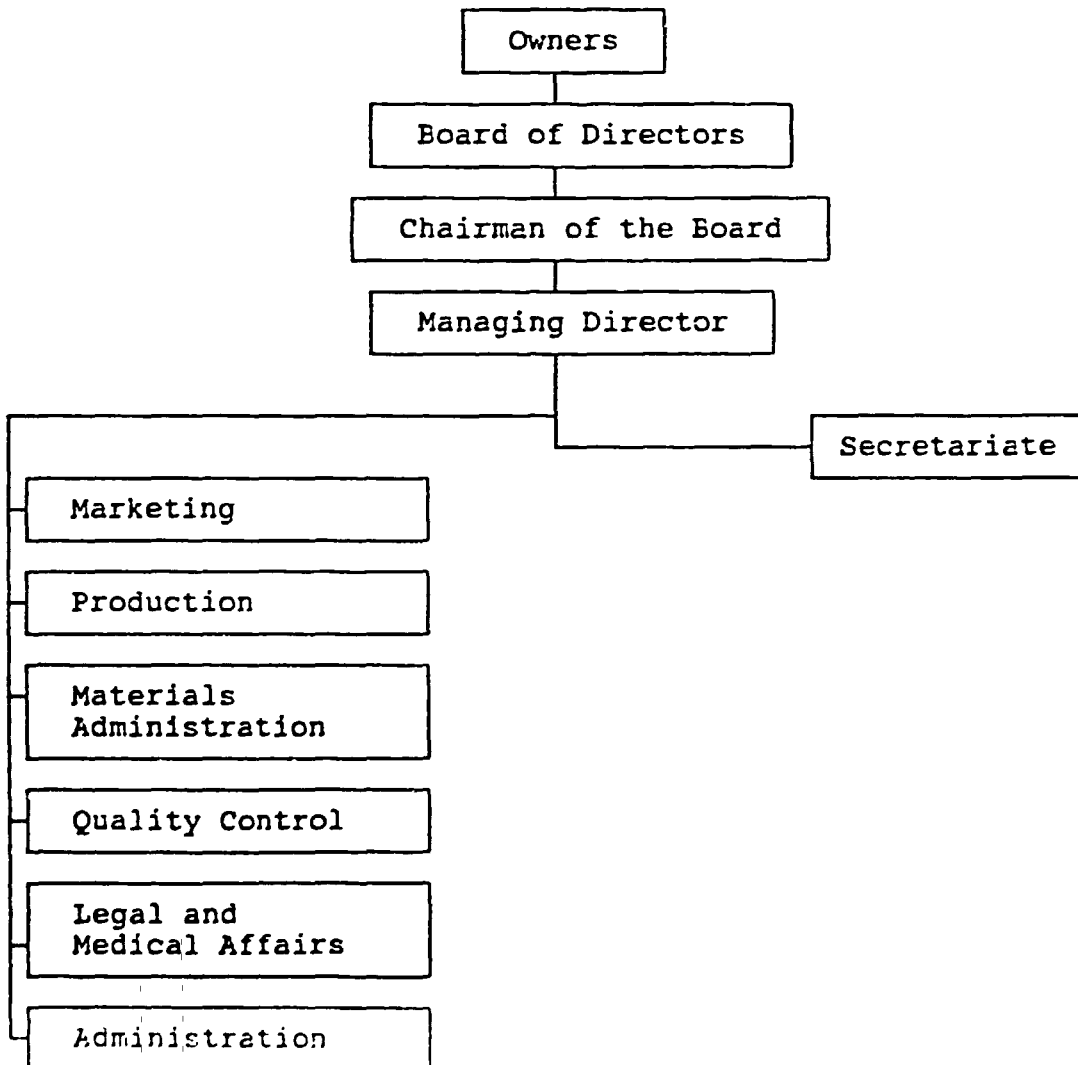 Owners
Board of Directors
Chairman of the Board
Managing Director
Secretariate
Marketing
Production
Materials
Administration
Quality Control
Legal and
Medical Affairs
Administration